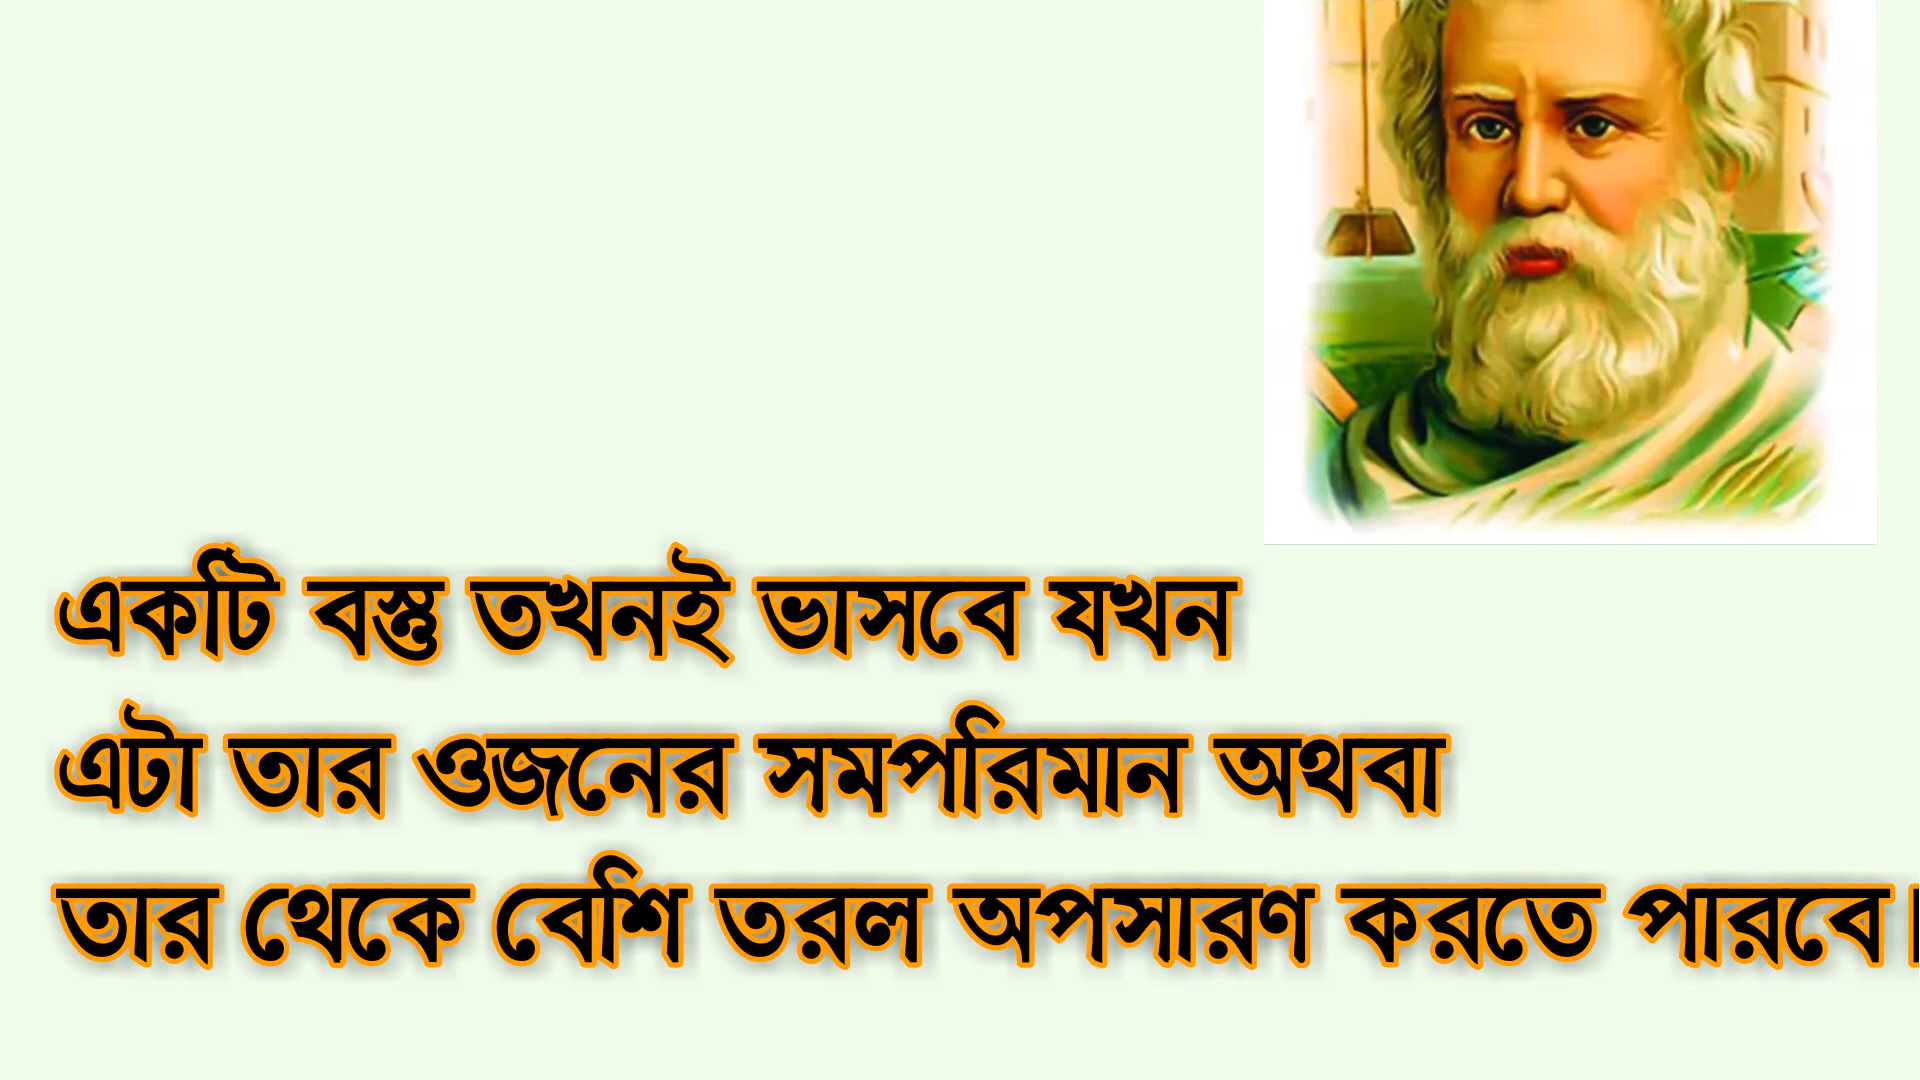 একটি বস্তু তখনই ভাসবে যখন
এটা তার ওজনের সমপরিমান অথবা
তার থেকে বেশি তরল অপসারণ করতে পারবে।